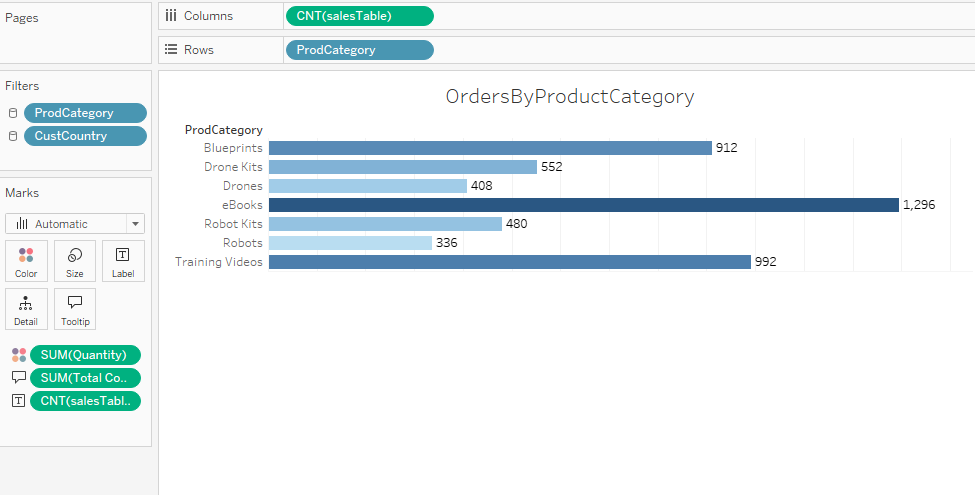 Pages
Columns
CNT(salesTable)
Rows
ProdCategory
Filters
ProdCategory
CustCountry
Marks
Automatic
Color
Size
Label
Detail
Tooltip
SUM(Quantity)
SUM(Total Co..
CNT(salesTabl..
OrdersByProductCategory
ProdCategory
Blueprints 912
Drone Kits 552
Drones 408
eBooks 1,296
Robot Kits 480
Robots 336
Training Videos 992